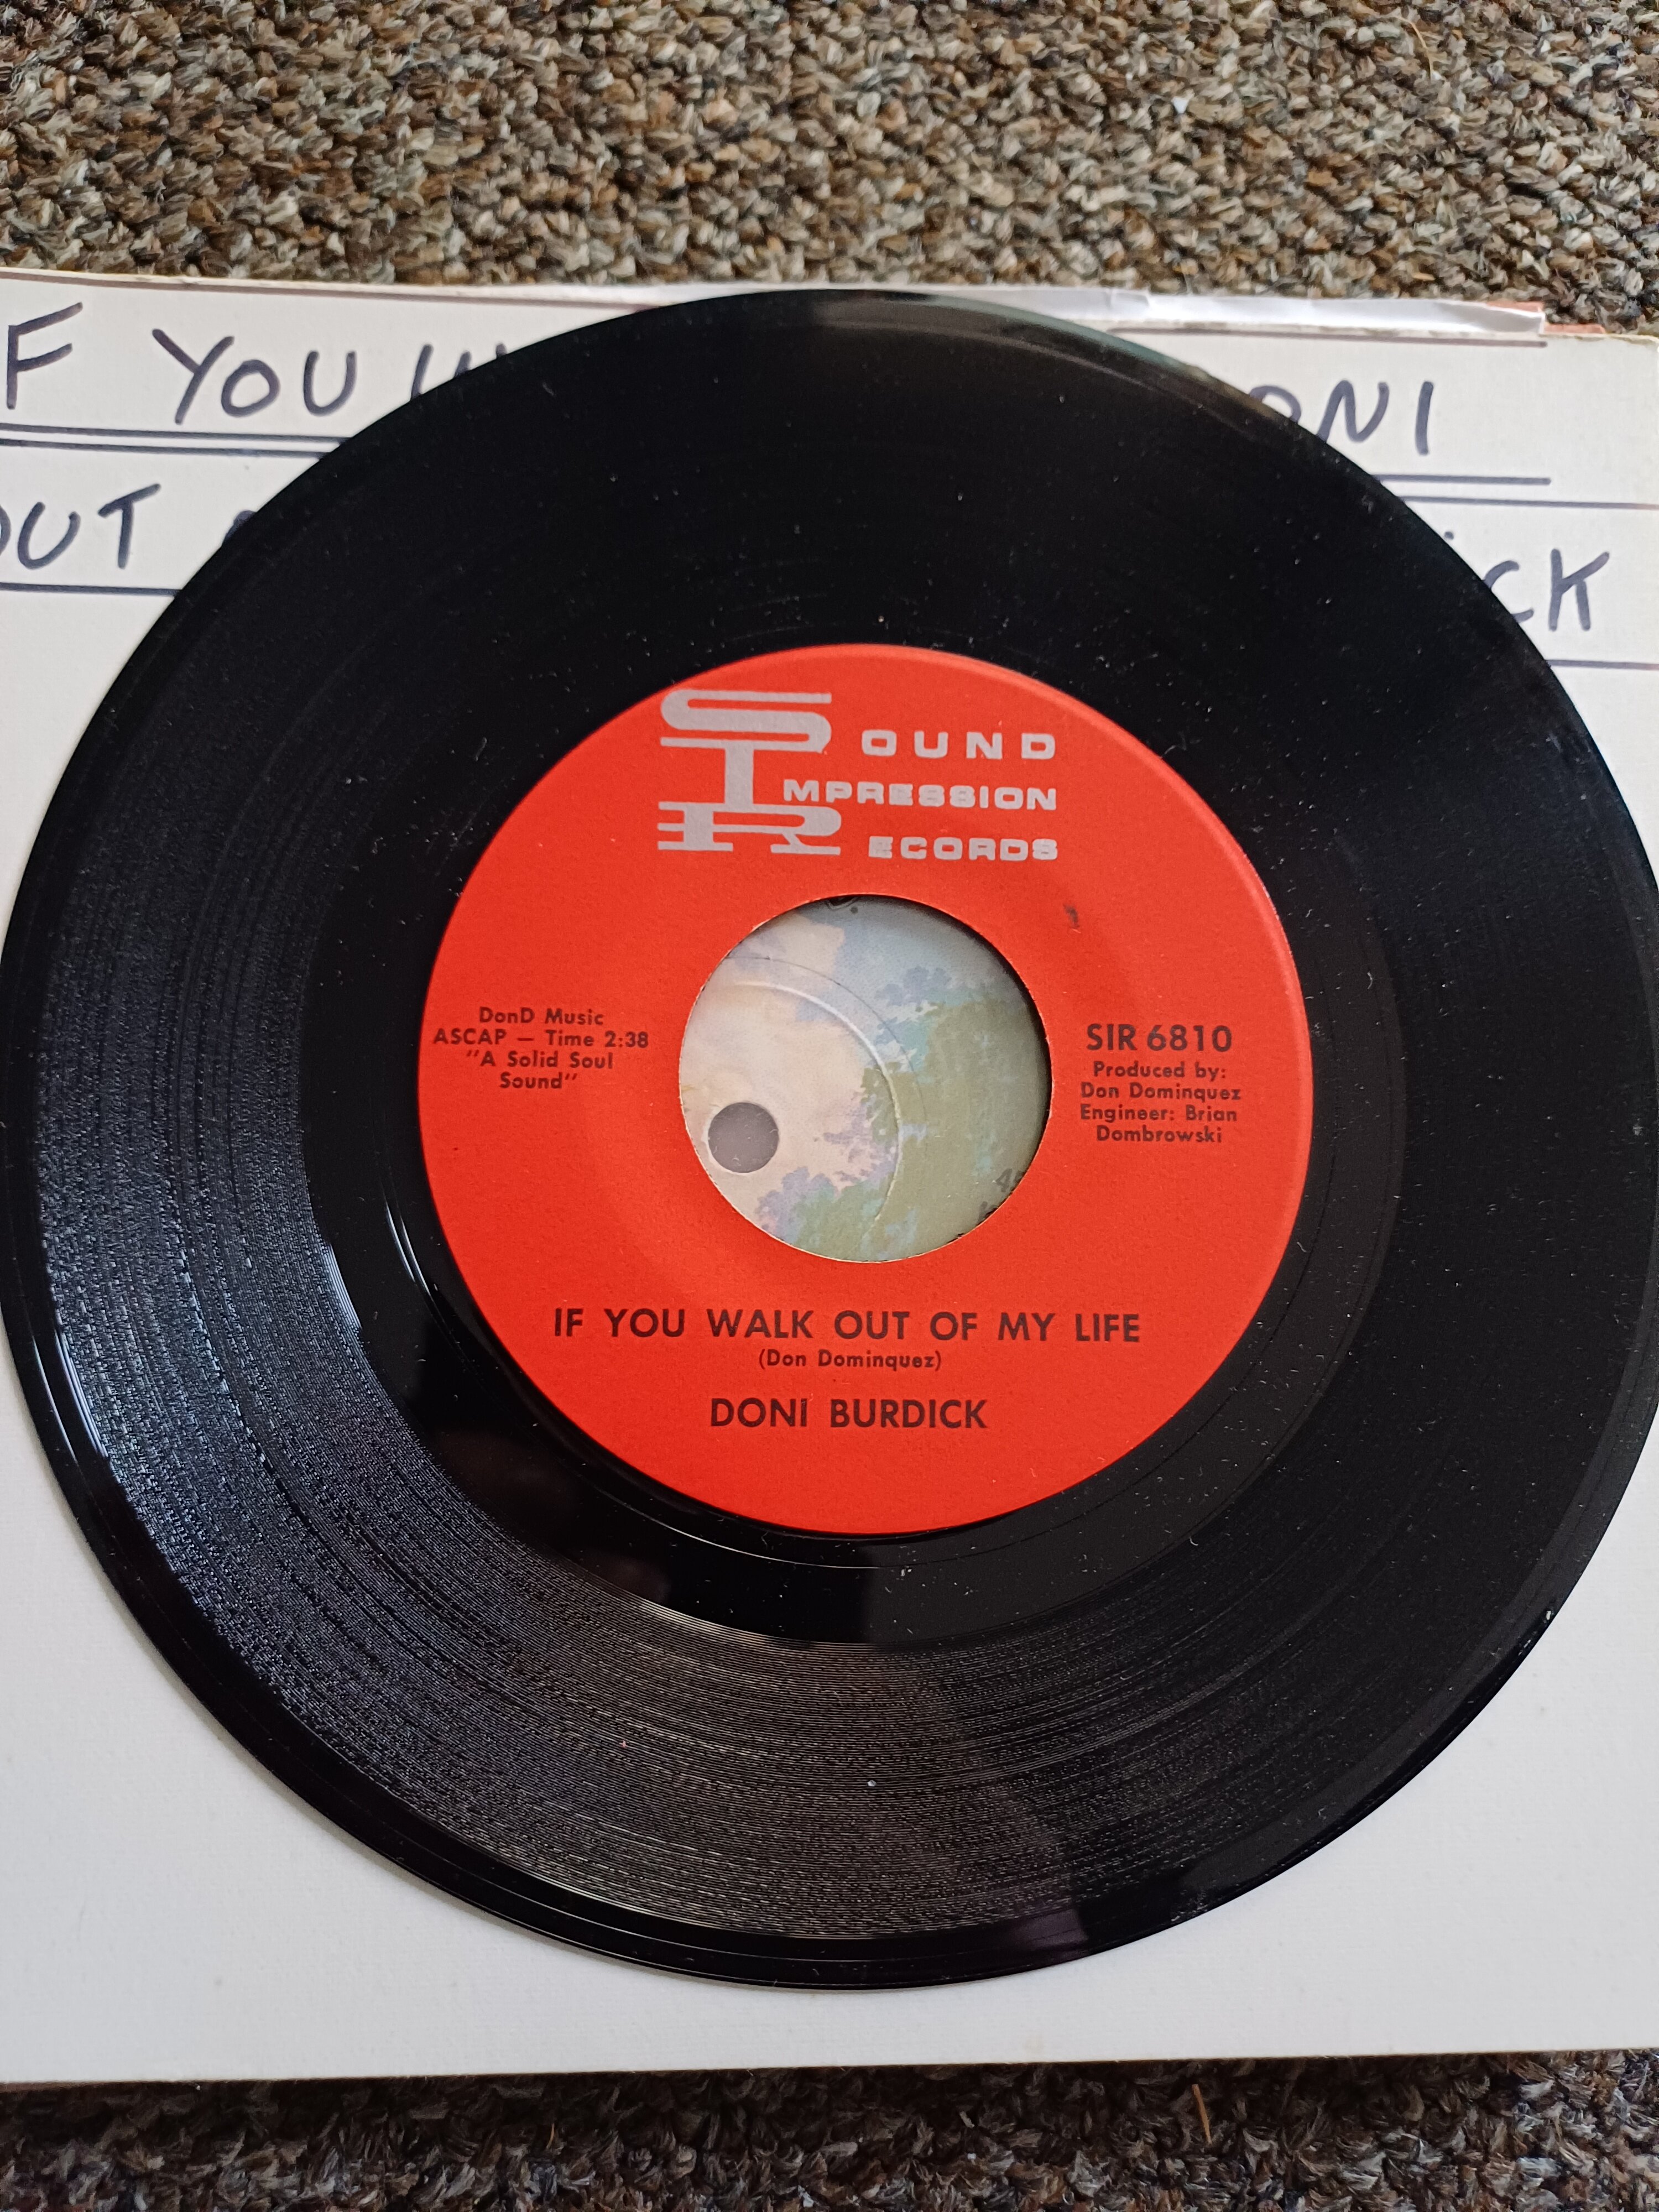 F YOU ONI
OUT CK
SOUND
IMPRESSION
RECORDS
DonD Music
ASCAP — Time 2:38
"A Solid Soul
Sound"
SIR 6810
Produced by:
Don Dominquez
Engineer: Brian
Dombrowski
IF YOU WALK OUT OF MY LIFE
(Don Dominquez)
DONI BURDICK